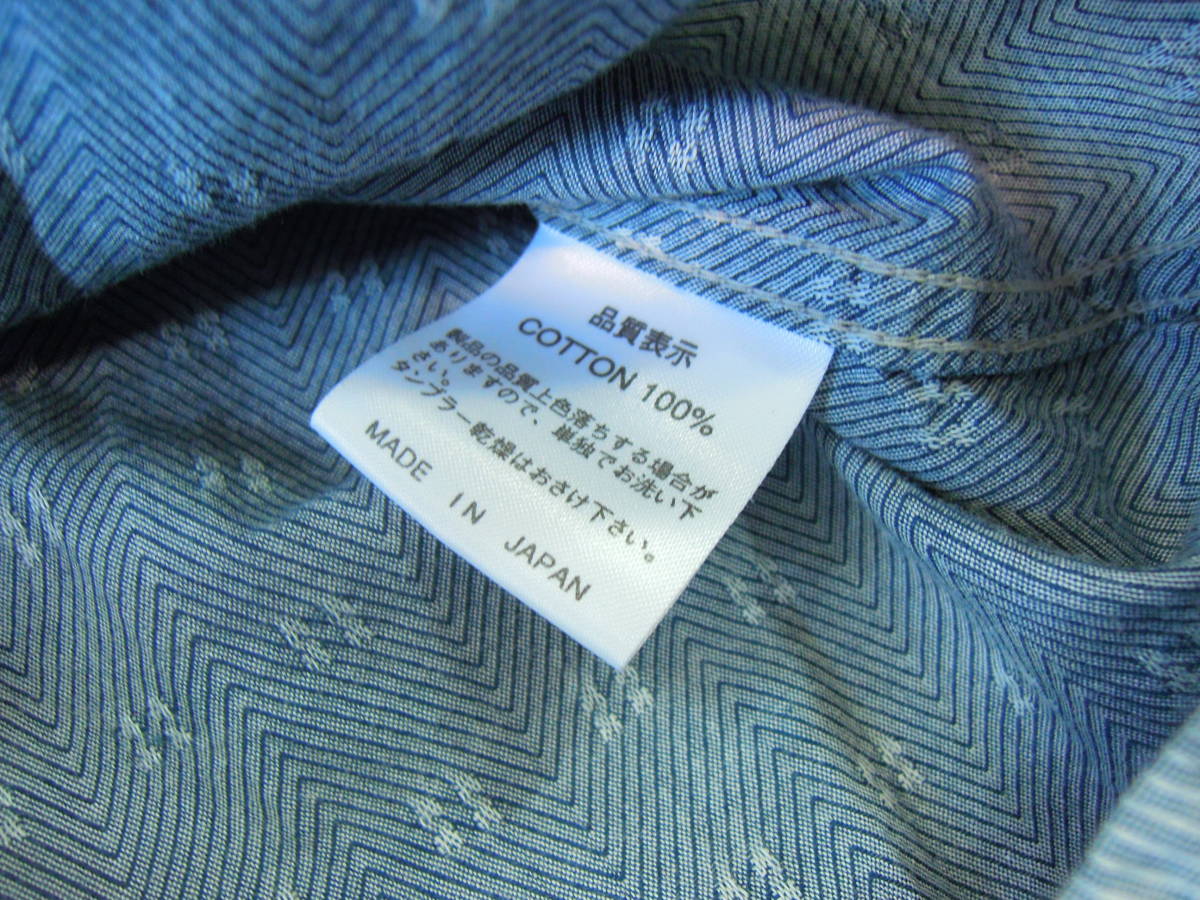 品質表示
COTTON 100%
製品の品質上色落ちする場合が
ありますので、単独でお洗い下
さい。
タンブラー乾燥はおさけ下さい。
MADE IN JAPAN